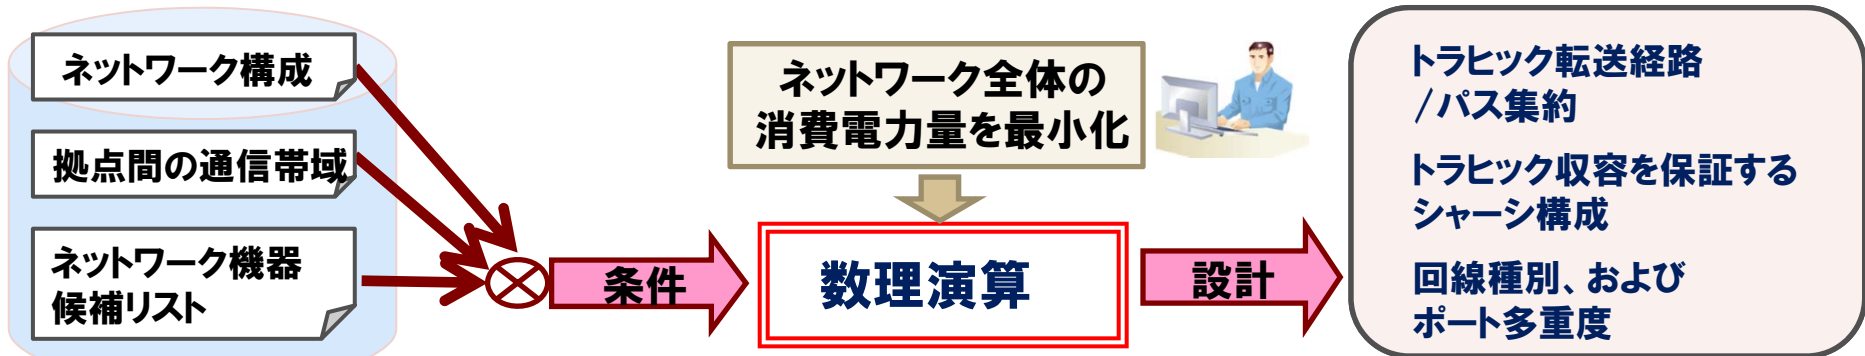 ネットワーク構成
拠点間の通信帯域
ネットワーク機器
候補リスト
条件
ネットワーク全体の
消費電力量を最小化
数理演算
設計
トラヒック転送経路
/パス集約
トラヒック収容を保証する
シャーシ構成
回線種別、および
ポート多重度